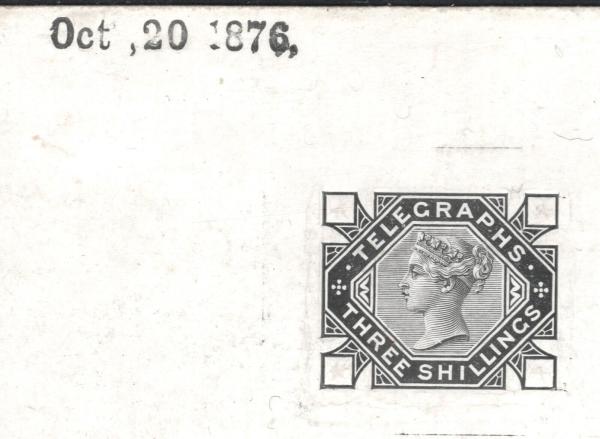 Oct ,20 1876,
TELEGRAPHS
THREE SHILLINGS